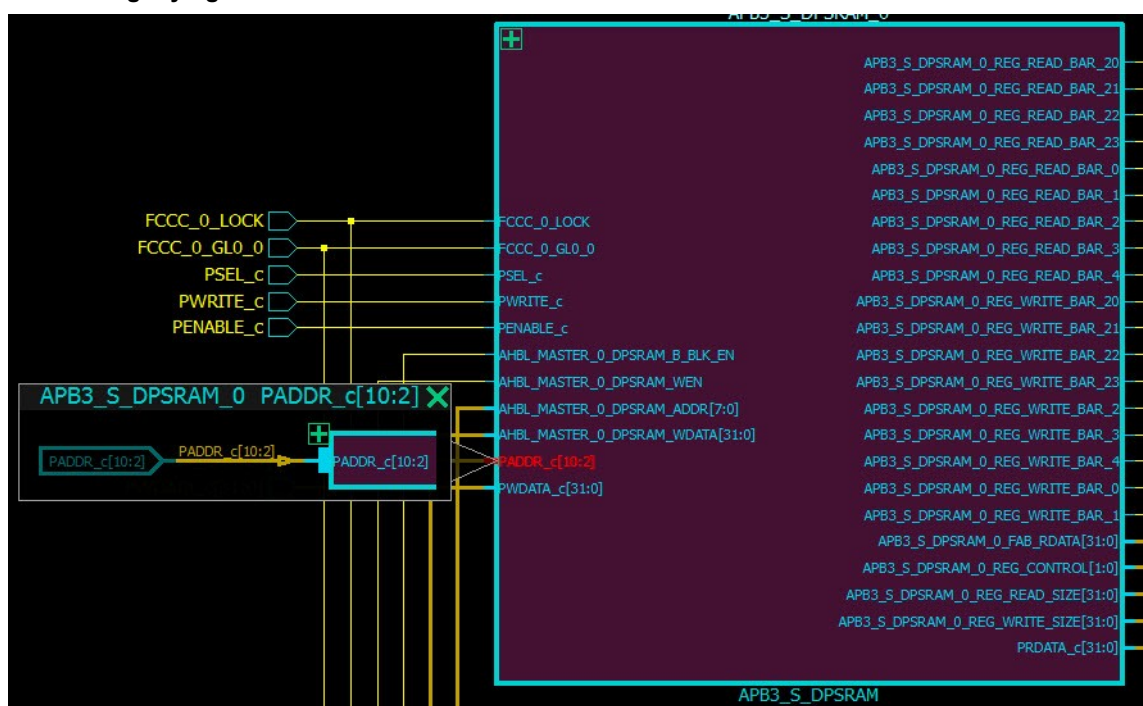 APB3_S_DPSRAM_0
APB3_S_DPSRAM_0_REG_READ_BAR_20
APB3_S_DPSRAM_0_REG_READ_BAR_21
APB3_S_DPSRAM_0_REG_READ_BAR_22
APB3_S_DPSRAM_0_REG_READ_BAR_23
APB3_S_DPSRAM_0_REG_READ_BAR_0
APB3_S_DPSRAM_0_REG_READ_BAR_1
FCCC_0_LOCK FCCC_0_LOCK APB3_S_DPSRAM_0_REG_READ_BAR_2
FCCC_0_GL0_0 FCCC_0_GL0_0 APB3_S_DPSRAM_0_REG_READ_BAR_3
PSEL_c PSEL_c APB3_S_DPSRAM_0_REG_READ_BAR_4
PWRITE_c PWRITE_c APB3_S_DPSRAM_0_REG_WRITE_BAR_20
PENABLE_c PENABLE_c APB3_S_DPSRAM_0_REG_WRITE_BAR_21
AHBL_MASTER_0_DPSRAM_B_BLK_EN APB3_S_DPSRAM_0_REG_WRITE_BAR_22
AHBL_MASTER_0_DPSRAM_WEN APB3_S_DPSRAM_0_REG_WRITE_BAR_23
APB3_S_DPSRAM_0 PADDR_c[10:2]
AHBL_MASTER_0_DPSRAM_ADDR[7:0] APB3_S_DPSRAM_0_REG_WRITE_BAR_2
AHBL_MASTER_0_DPSRAM_WDATA[31:0] APB3_S_DPSRAM_0_REG_WRITE_BAR_3
PADDR_c[10:2] PADDR_c[10:2] PADDR_c[10:2] PADDR_c[10:2] APB3_S_DPSRAM_0_REG_WRITE_BAR_4
PWDATA_c[31:0] APB3_S_DPSRAM_0_REG_WRITE_BAR_0
APB3_S_DPSRAM_0_REG_WRITE_BAR_1
APB3_S_DPSRAM_0_FAB_RDATA[31:0]
APB3_S_DPSRAM_0_REG_CONTROL[1:0]
APB3_S_DPSRAM_0_REG_READ_SIZE[31:0]
APB3_S_DPSRAM_0_REG_WRITE_SIZE[31:0]
PRDATA_c[31:0]
APB3_S_DPSRAM